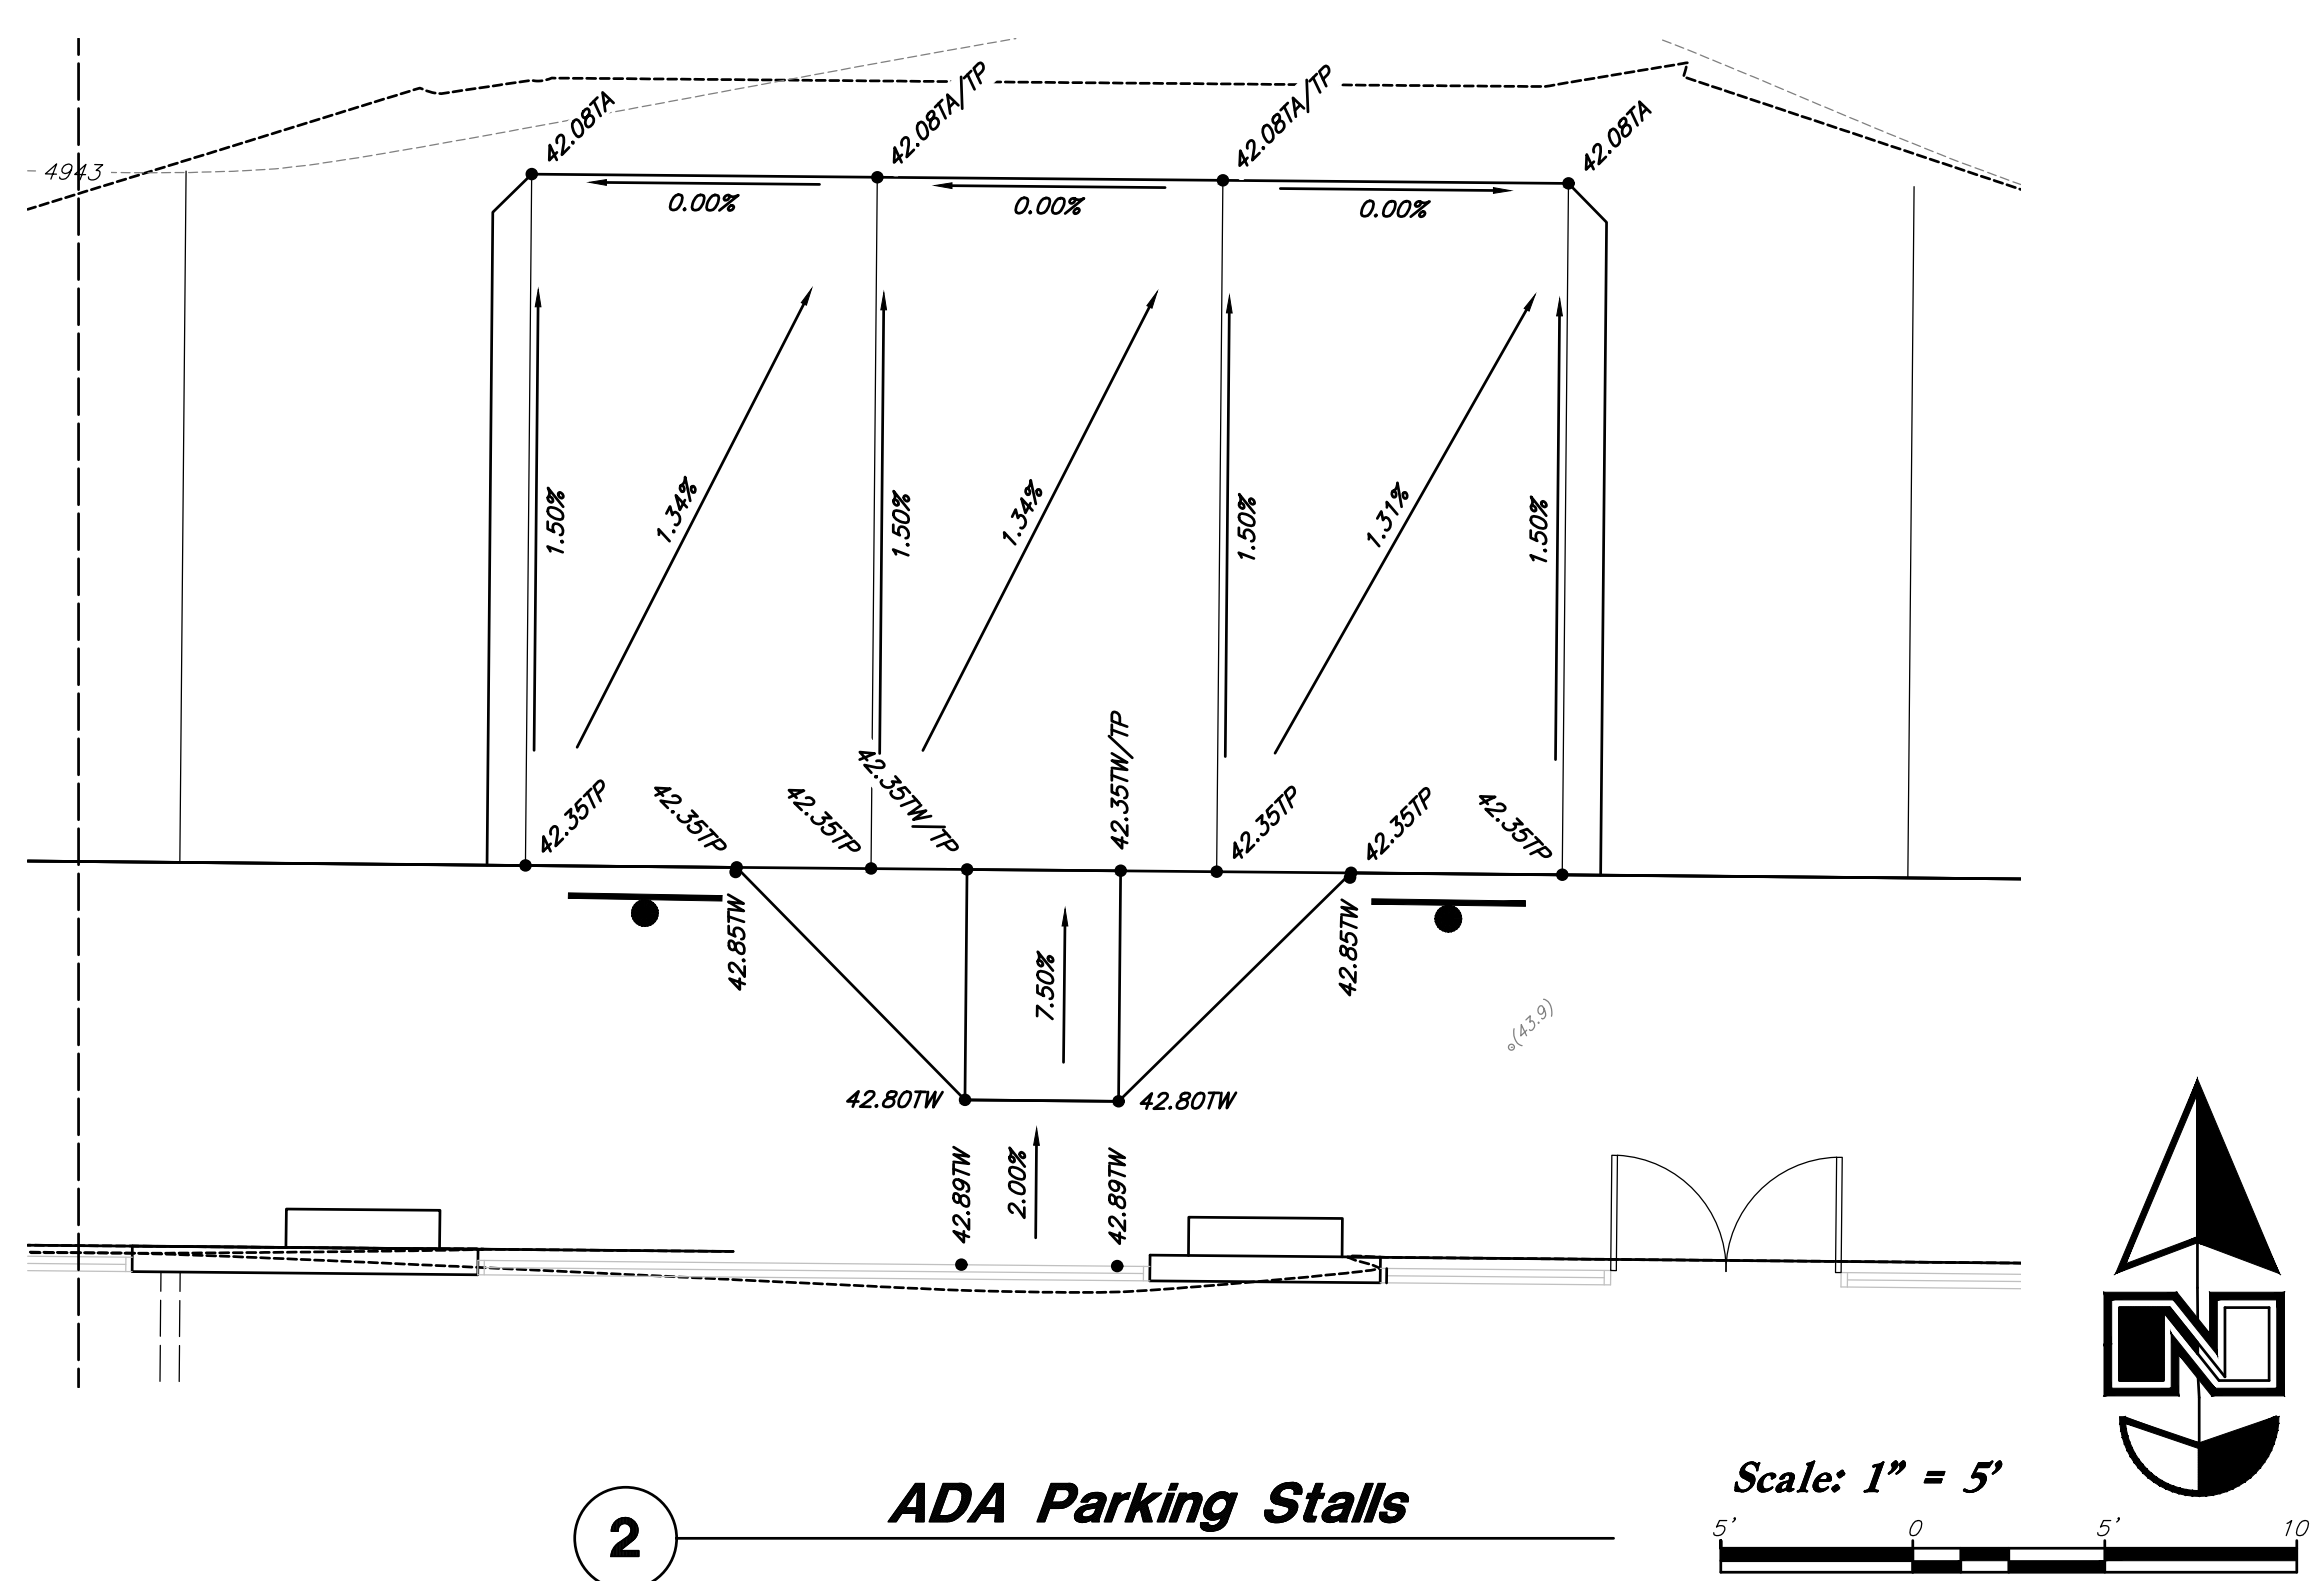 42.08TA
42.08TA/TP
42.08TA/TP
42.08TA
4943
0.00%
0.00%
0.00%
1.50%
1.34%
1.50%
1.34%
1.50%
1.31%
1.50%
42.35TP
42.35TP
42.35TP
42.35TW/TP
42.35TW/TP
42.35TP
42.35TP
42.35TP
42.85TW
7.50%
42.85TW
(43.9)
42.80TW
42.80TW
42.89TW
2.00%
42.89TW
N
2
ADA Parking Stalls
Scale: 1” = 5’
5’ 0 5’ 10